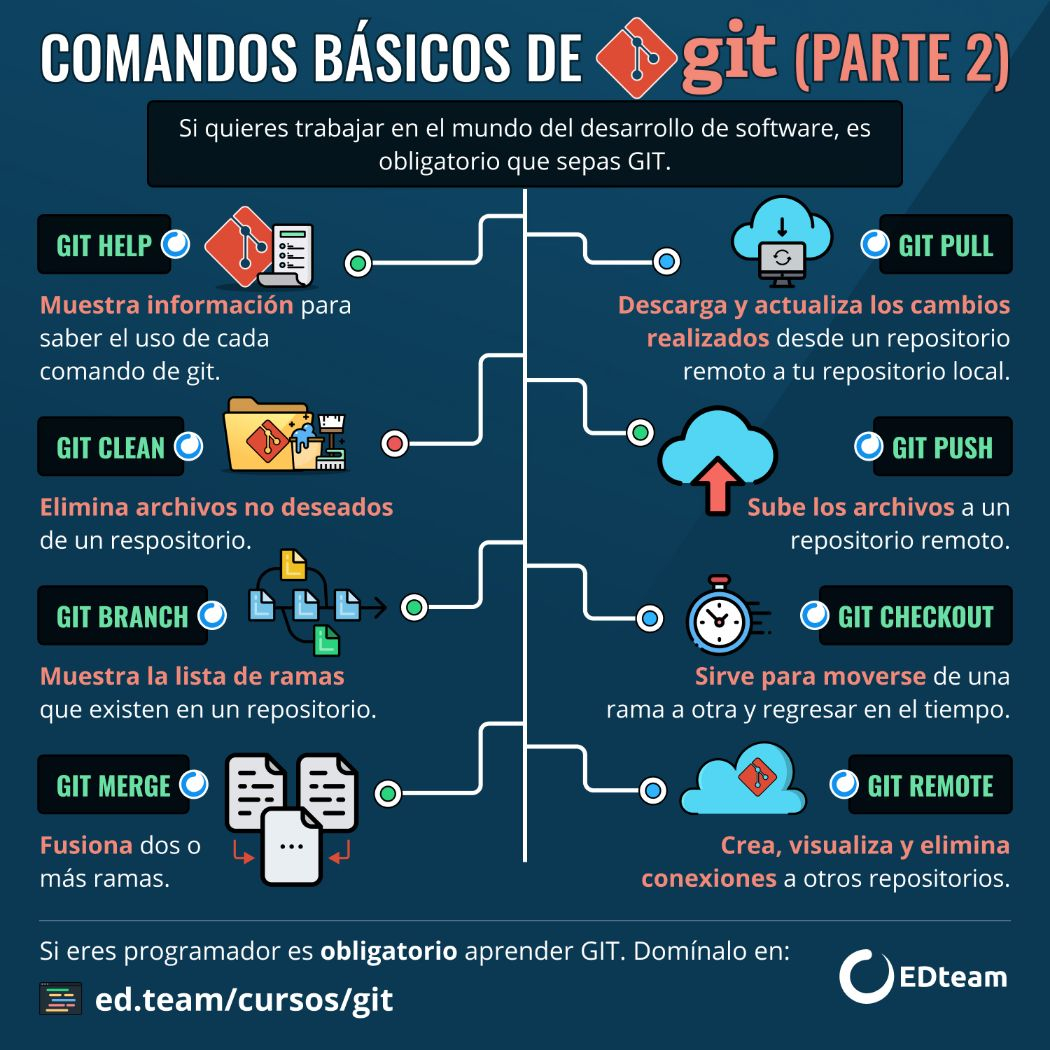 COMANDOS BÁSICOS DE git (PARTE 2)
Si quieres trabajar en el mundo del desarrollo de software, es
obligatorio que sepas GIT.
GIT HELP
Muestra información para
saber el uso de cada
comando de git.
GIT PULL
Descarga y actualiza los cambios
realizados desde un repositorio
remoto a tu repositorio local.
GIT CLEAN
Elimina archivos no deseados
de un respositorio.
GIT PUSH
Sube los archivos a un
repositorio remoto.
GIT BRANCH
Muestra la lista de ramas
que existen en un repositorio.
GIT CHECKOUT
Sirve para moverse de una
rama a otra y regresar en el tiempo.
GIT MERGE
Fusiona dos o
más ramas.
GIT REMOTE
Crea, visualiza y elimina
conexiones a otros repositorios.
Si eres programador es obligatorio aprender GIT. Domínalo en:
ed.team/cursos/git
EDteam